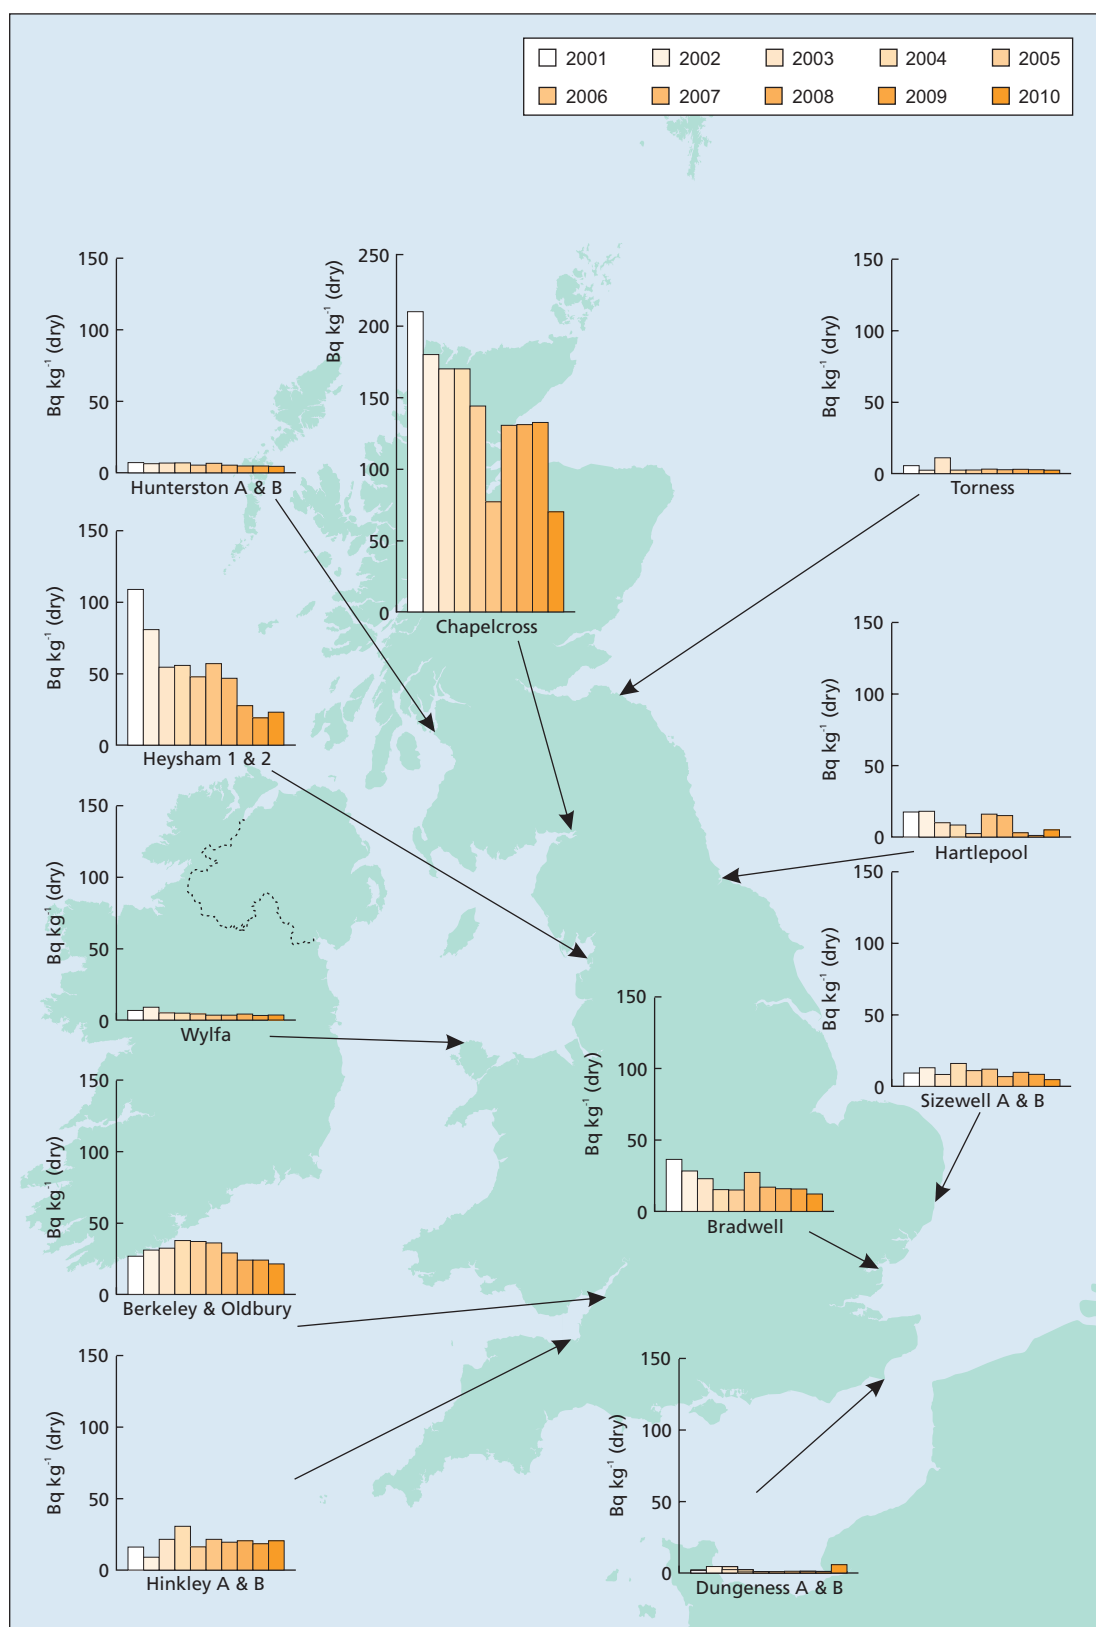 2001 2002 2003 2004 2005
2006 2007 2008 2009 2010
Bq kg⁻¹ (dry)
150
100
50
0
Hunterston A & B
Bq kg⁻¹ (dry)
250
200
150
100
50
0
Chapelcross
Bq kg⁻¹ (dry)
150
100
50
0
Torness
Bq kg⁻¹ (dry)
150
100
50
0
Heysham 1 & 2
Bq kg⁻¹ (dry)
150
100
50
0
Hartlepool
Bq kg⁻¹ (dry)
150
100
50
0
Wylfa
Bq kg⁻¹ (dry)
150
100
50
0
Sizewell A & B
Bq kg⁻¹ (dry)
150
100
50
0
Bradwell
Bq kg⁻¹ (dry)
150
100
50
0
Berkeley & Oldbury
Bq kg⁻¹ (dry)
150
100
50
0
Hinkley A & B
Bq kg⁻¹ (dry)
150
100
50
0
Dungeness A & B